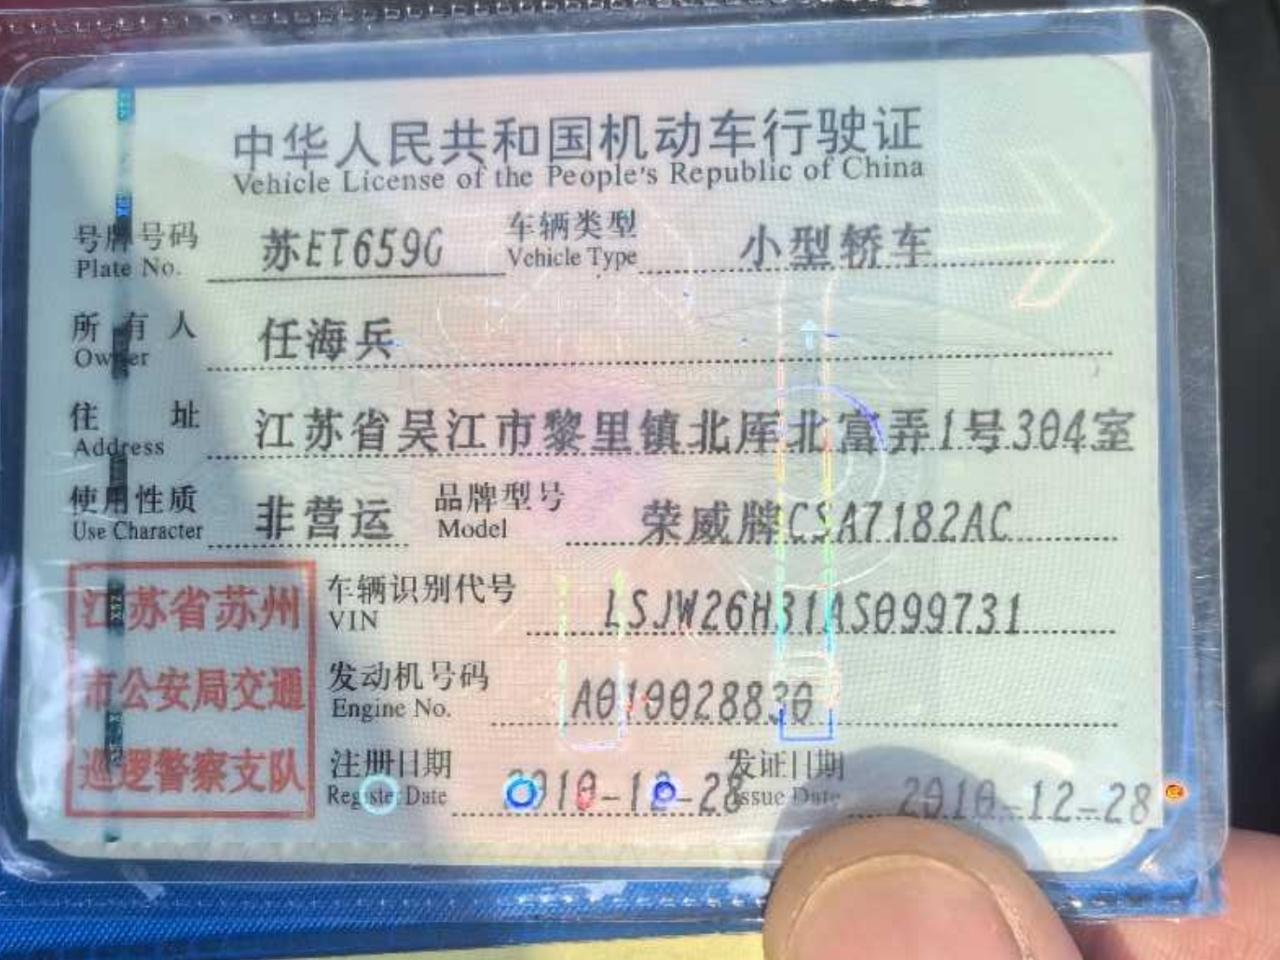 中华人民共和国机动车行驶证
Vehicle License of the People's Republic of China
号牌号码 苏ET659G 车辆类型 小型轿车
Plate No. Vehicle Type
所有人 任海兵
Owner
住址 江苏省吴江市黎里镇北厍北富弄1号304室
Address
使用性质 非营运 品牌型号 荣威牌CSA7182AC
Use Character Model
江苏省苏州
市公安局交通
巡逻警察支队
车辆识别代号 LSJW26H31AS099731
VIN
发动机号码 A010028830
Engine No.
注册日期 2010-12-28 发证日期 2010-12-28
Register Date Issue Date